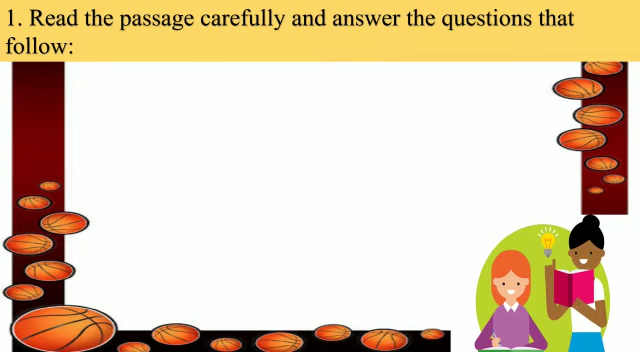 1. Read the passage carefully and answer the questions that
follow: